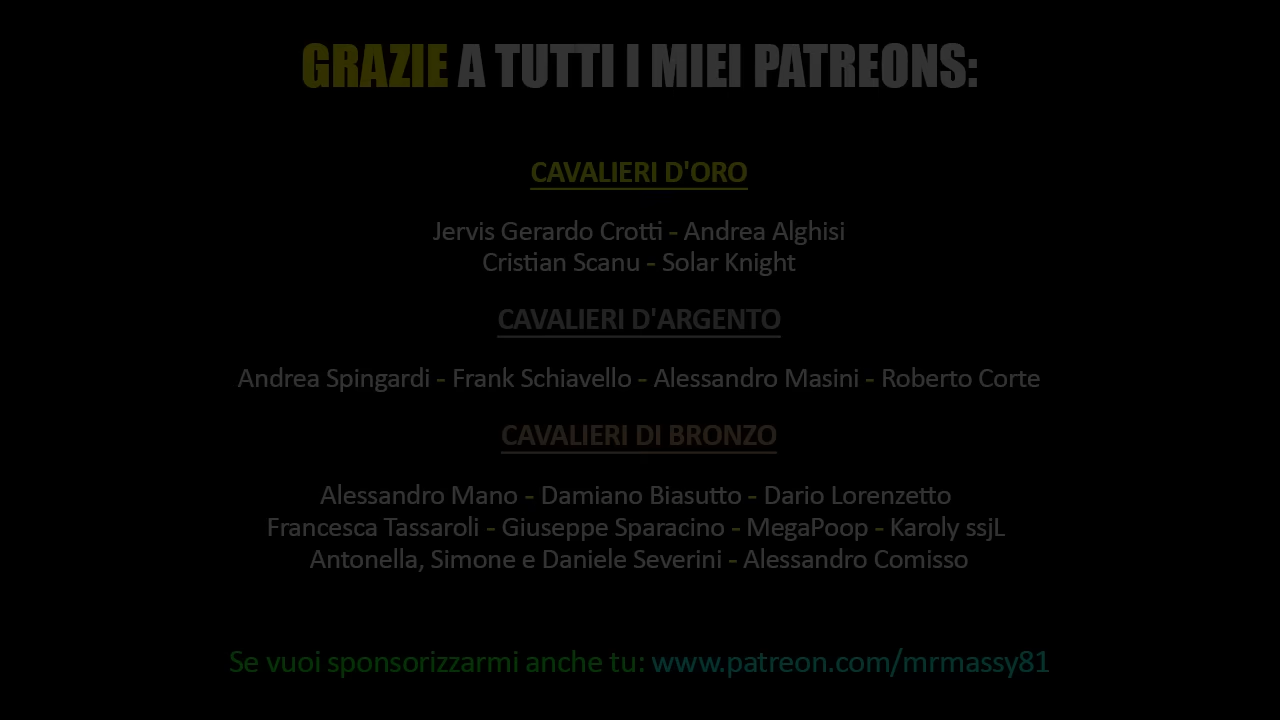 GRAZIE A TUTTI I MIEI PATREONS:
CAVALIERI D'ORO
Jervis Gerardo Crotti - Andrea Alghisi
Cristian Scanu - Solar Knight
CAVALIERI D'ARGENTO
Andrea Spingardi - Frank Schiavello - Alessandro Masini - Roberto Corte
CAVALIERI DI BRONZO
Alessandro Mano - Damiano Biasutto - Dario Lorenzetto
Francesca Tassaroli - Giuseppe Sparacino - MegaPoop - Karoly ssjL
Antonella, Simone e Daniele Severini - Alessandro Comisso
Se vuoi sponsorizzarmi anche tu: www.patreon.com/mrmassy81